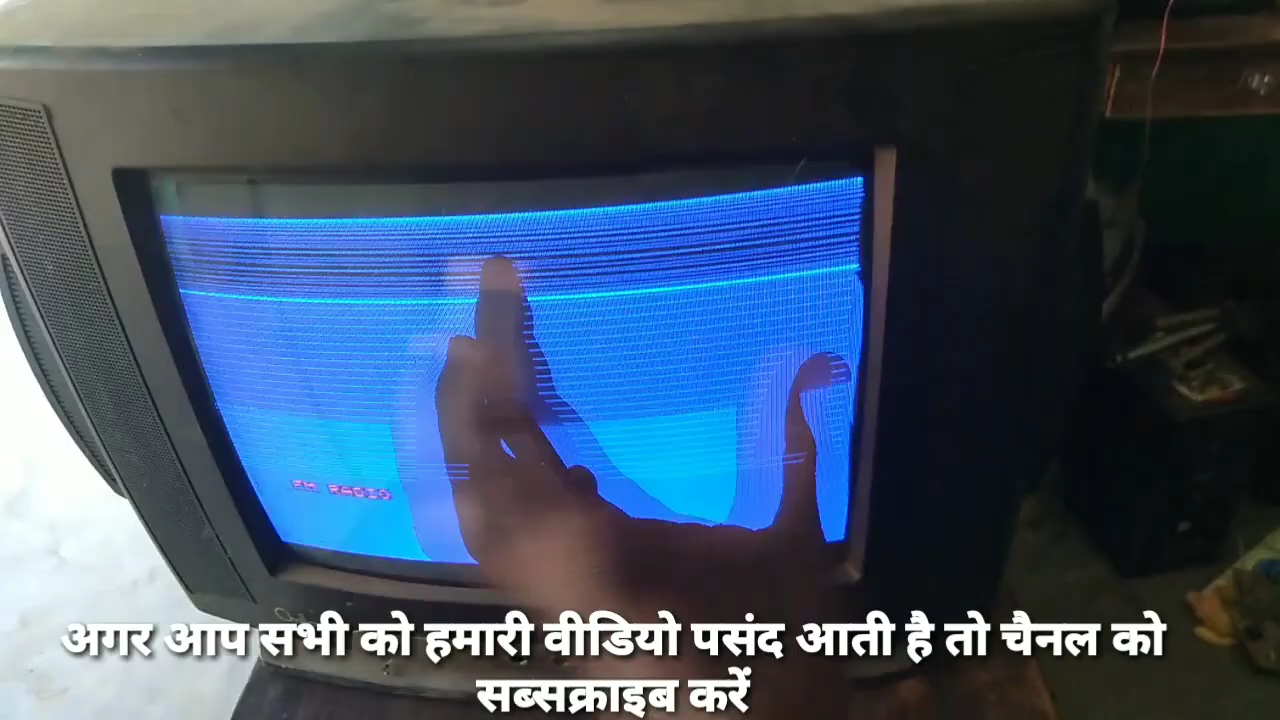 FM RADIO
अगर आप सभी को हमारी वीडियो पसंद आती है तो चैनल को
सब्सक्राइब करें